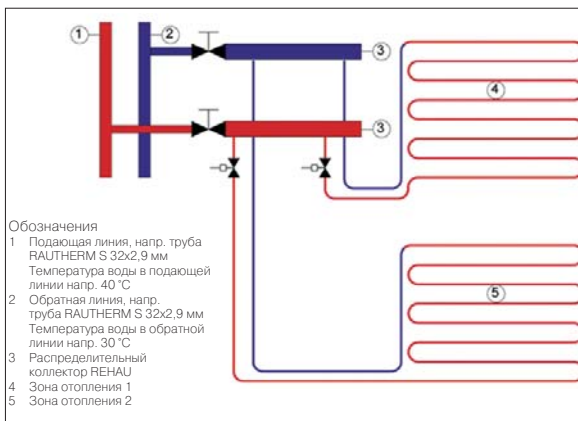 1
2
3
3
4
5
Обозначения
1 Подающая линия, напр. труба
RAUTHERM S 32x2,9 мм
Температура воды в подающей
линии напр. 40 °C
2 Обратная линия, напр.
труба RAUTHERM S 32x2,9 мм
Температура воды в обратной
линии напр. 30 °C
3 Распределительный
коллектор REHAU
4 Зона отопления 1
5 Зона отопления 2